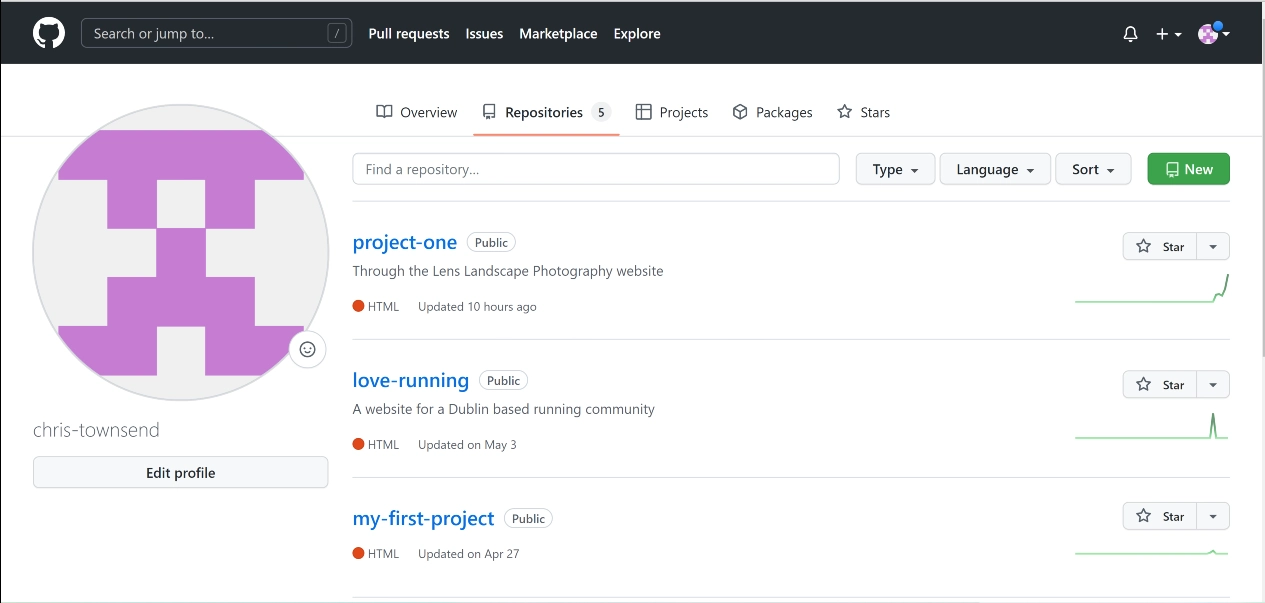 Search or jump to... /
Pull requests Issues Marketplace Explore
Overview Repositories 5 Projects Packages Stars
Find a repository... Type Language Sort New
project-one Public Star
Through the Lens Landscape Photography website
HTML Updated 10 hours ago
love-running Public Star
A website for a Dublin based running community
HTML Updated on May 3
chris-townsend
Edit profile
my-first-project Public Star
HTML Updated on Apr 27